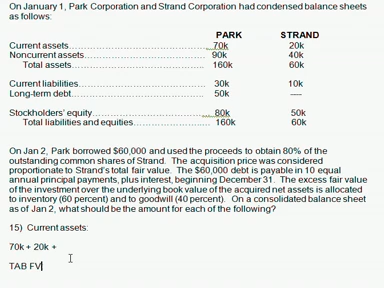 On January 1, Park Corporation and Strand Corporation had condensed balance sheets
as follows:
PARK STRAND
Current assets……………………………………………… 70k 20k
Noncurrent assets………………………………………… 90k 40k
Total assets…………………………………………… 160k 60k
Current liabilities………………………………………… 30k 10k
Long-term debt…………………………………………… 50k ----
Stockholders' equity……………………………………… 80k 50k
Total liabilities and equities………………………… 160k 60k
On Jan 2, Park borrowed $60,000 and used the proceeds to obtain 80% of the
outstanding common shares of Strand. The acquisition price was considered
proportionate to Strand's total fair value. The $60,000 debt is payable in 10 equal
annual principal payments, plus interest, beginning December 31. The excess fair value
of the investment over the underlying book value of the acquired net assets is allocated
to inventory (60 percent) and to goodwill (40 percent). On a consolidated balance sheet
as of Jan 2, what should be the amount for each of the following?
15) Current assets:
70k + 20k +
TAB FV